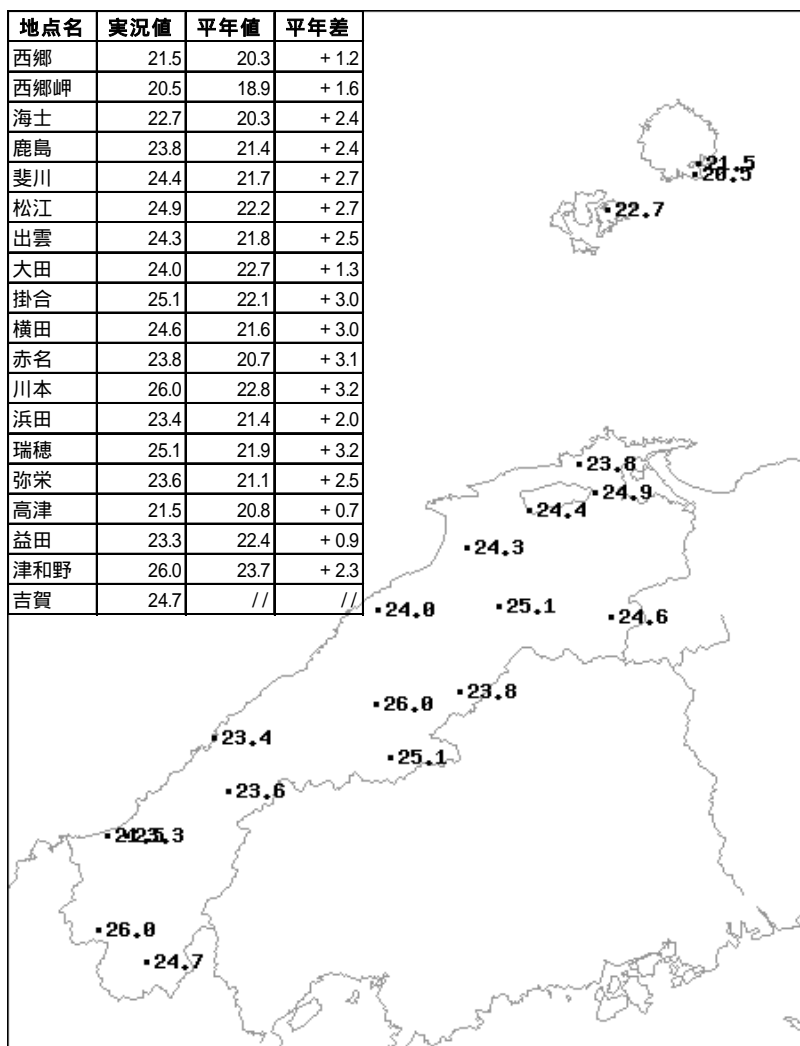 地点名 実況値 平年値 平年差
西郷 21.5 20.3 +1.2
西郷岬 20.5 18.9 +1.6
海士 22.7 20.3 +2.4
鹿島 23.8 21.4 +2.4
斐川 24.4 21.7 +2.7
松江 24.9 22.2 +2.7
出雲 24.3 21.8 +2.5
大田 24.0 22.7 +1.3
掛合 25.1 22.1 +3.0
横田 24.6 21.6 +3.0
赤名 23.8 20.7 +3.1
川本 26.0 22.8 +3.2
浜田 23.4 21.4 +2.0
瑞穂 25.1 21.9 +3.2
弥栄 23.6 21.1 +2.5
高津 21.5 20.8 +0.7
益田 23.3 22.4 +0.9
津和野 26.0 23.7 +2.3
吉賀 24.7 // //
21.5
20.5
22.7
23.8
24.9
24.4
24.3
24.0
25.1
24.6
23.8
26.0
23.4
25.1
23.6
26.0
24.7